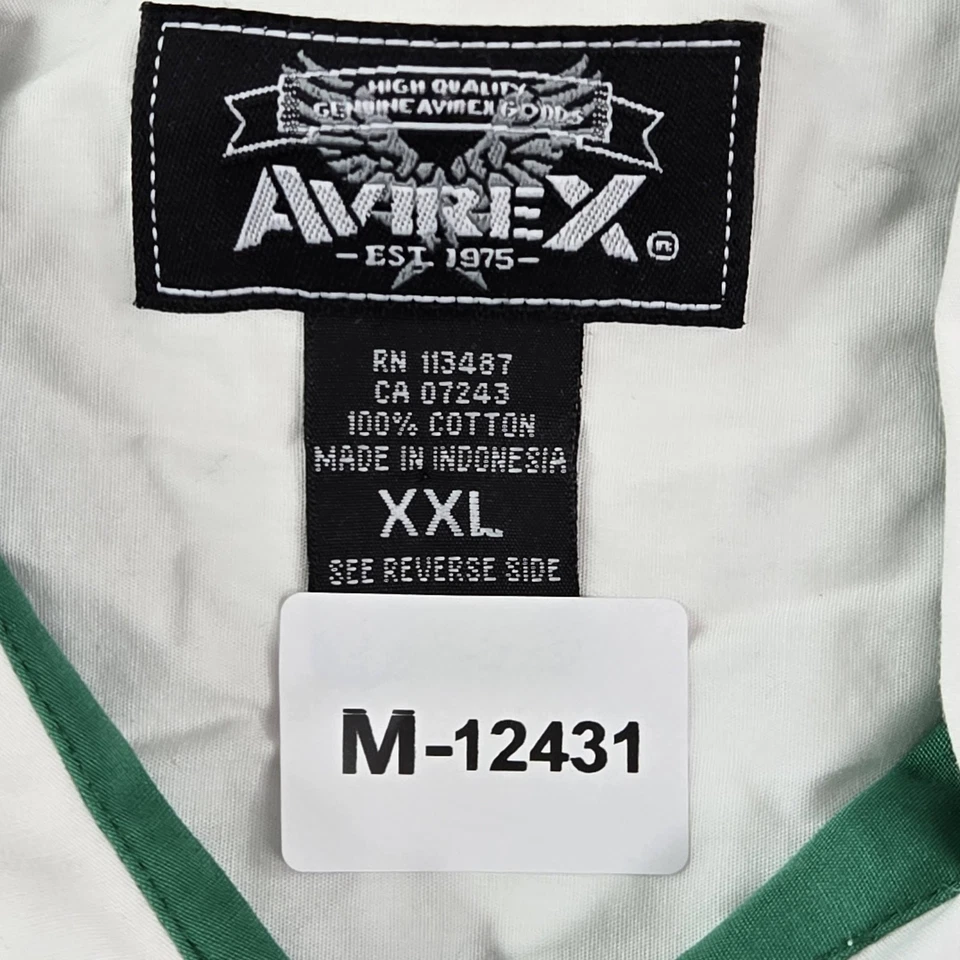 HIGH QUALITY
GENUINE AVIREX GOODS
AVIREX®
-EST. 1975-
RN 113487
CA 07243
100% COTTON
MADE IN INDONESIA
XXL
SEE REVERSE SIDE
M-12431